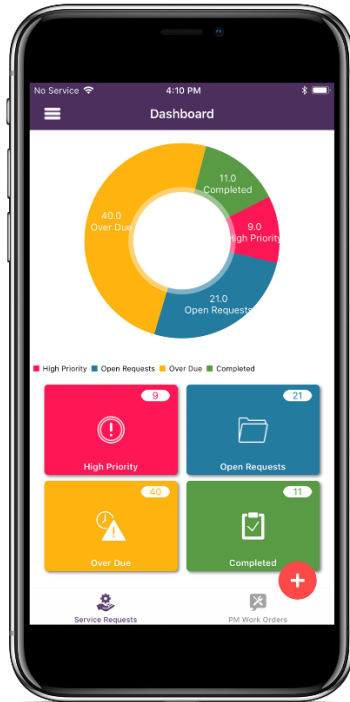 No Service 4:10 PM
Dashboard
11.0
Completed
40.0
Over Due
9.0
High Priority
21.0
Open Requests
High Priority Open Requests Over Due Completed
9
21
High Priority
Open Requests
40
11
Over Due
Completed
+
Service Requests
PM Work Orders